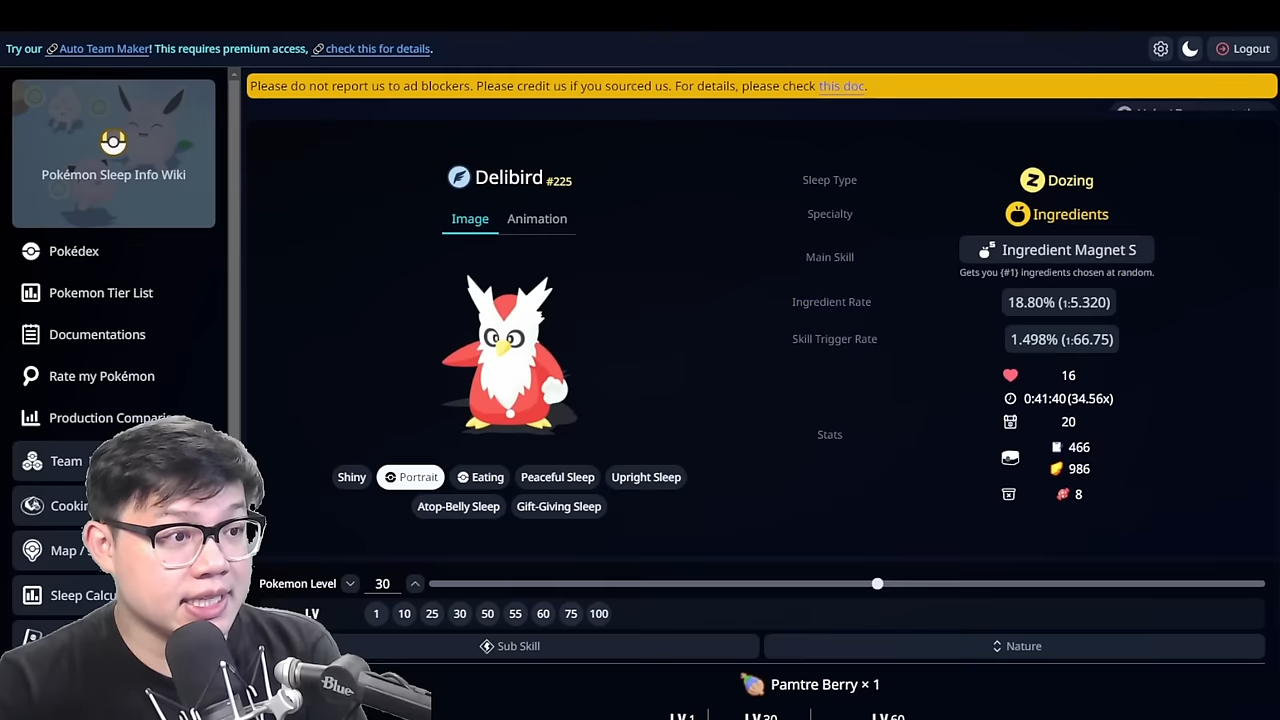 Try our Auto Team Maker! This requires premium access, check this for details.
Logout
Please do not report us to ad blockers. Please credit us if you sourced us. For details, please check this doc.
Pokémon Sleep Info Wiki
Pokédex
Pokemon Tier List
Documentations
Rate my Pokémon
Production Comparis
Team
Cookin
Map /
Sleep Calcu
Delibird #225
Image
Animation
Shiny
Portrait
Eating
Peaceful Sleep
Upright Sleep
Atop-Belly Sleep
Gift-Giving Sleep
Sleep Type
Dozing
Specialty
Ingredients
Main Skill
Ingredient Magnet S
Gets you {#1} ingredients chosen at random.
Ingredient Rate
18.80% (1:5.320)
Skill Trigger Rate
1.498% (1:66.75)
Stats
16
0:41:40 (34.56x)
20
466
986
8
Pokemon Level
30
LV
1 10 25 30 50 55 60 75 100
Sub Skill
Nature
Pamtre Berry × 1
LV 1
LV 30
LV 60
Blue